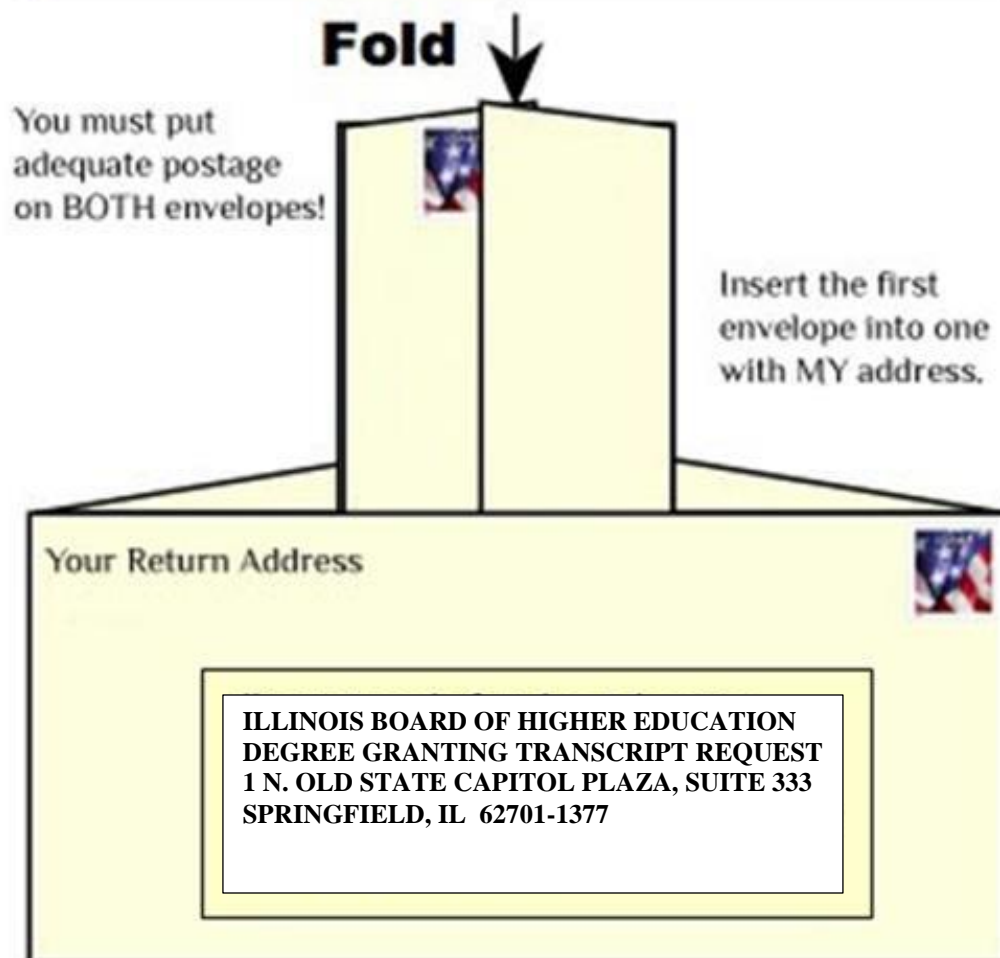 Fold
You must put
adequate postage
on BOTH envelopes!
Insert the first
envelope into one
with MY address.
Your Return Address
ILLINOIS BOARD OF HIGHER EDUCATION
DEGREE GRANTING TRANSCRIPT REQUEST
1 N. OLD STATE CAPITOL PLAZA, SUITE 333
SPRINGFIELD, IL 62701-1377